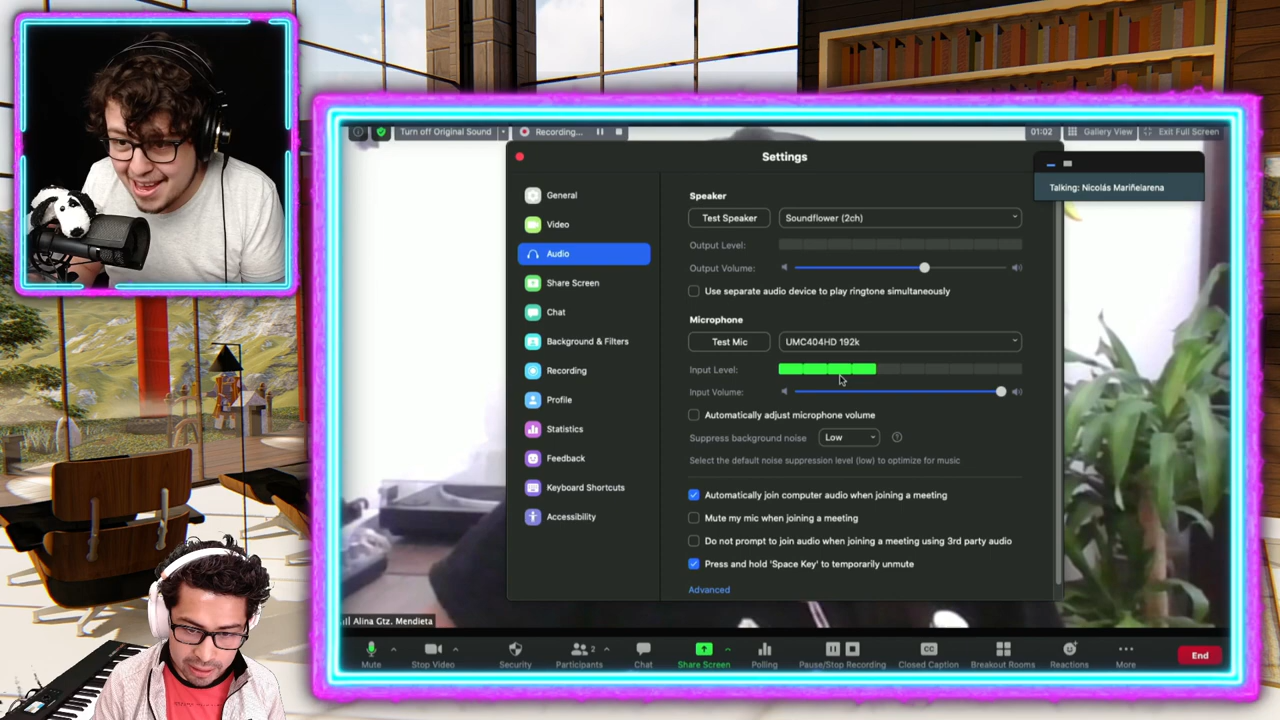 Turn off Original Sound
Recording...
01:02
Gallery View
Exit Full Screen
Settings
Talking: Nicolás Mariñelarena
General
Video
Audio
Share Screen
Chat
Background & Filters
Recording
Profile
Statistics
Feedback
Keyboard Shortcuts
Accessibility
Speaker
Test Speaker
Soundflower (2ch)
Output Level:
Output Volume:
Use separate audio device to play ringtone simultaneously
Microphone
Test Mic
UMC404HD 192k
Input Level:
Input Volume:
Automatically adjust microphone volume
Suppress background noise
Low
Select the default noise suppression level (low) to optimize for music
Automatically join computer audio when joining a meeting
Mute my mic when joining a meeting
Do not prompt to join audio when joining a meeting using 3rd party audio
Press and hold 'Space Key' to temporarily unmute
Advanced
Alina Gtz. Mendieta
Mute
Stop Video
Security
2
Participants
Chat
Share Screen
Polling
Pause/Stop Recording
CC
Closed Caption
Breakout Rooms
Reactions
More
End